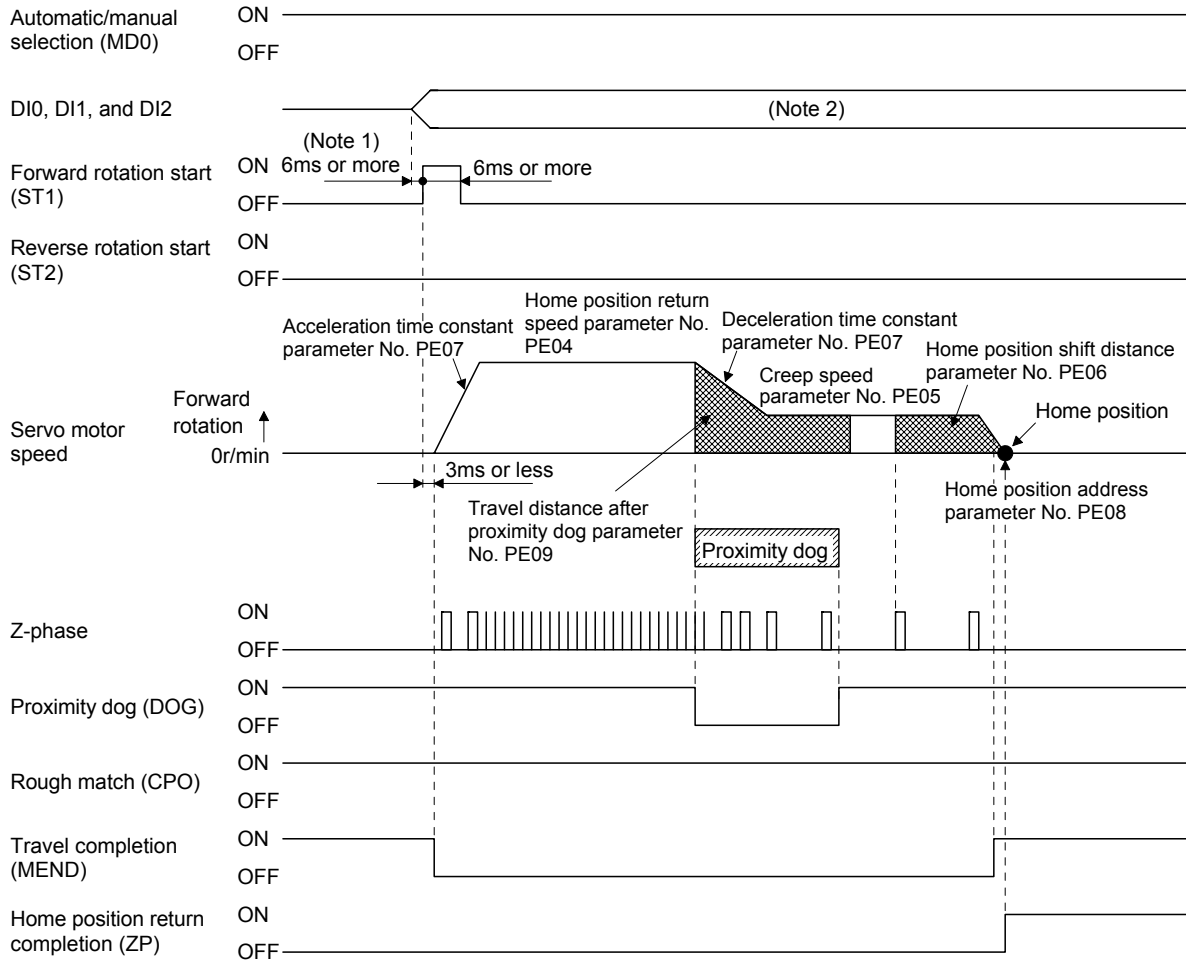 Automatic/manual
selection (MD0)
ON
OFF
DI0, DI1, and DI2
(Note 2)
(Note 1)
6ms or more
6ms or more
Forward rotation start
(ST1)
ON
OFF
Reverse rotation start
(ST2)
ON
OFF
Acceleration time constant
parameter No. PE07
Home position return
speed parameter No.
PE04
Deceleration time constant
parameter No. PE07
Creep speed
parameter No. PE05
Home position shift distance
parameter No. PE06
Home position
Servo motor
speed
Forward
rotation
0r/min
3ms or less
Travel distance after
proximity dog parameter
No. PE09
Home position address
parameter No. PE08
Proximity dog
Z-phase
ON
OFF
Proximity dog (DOG)
ON
OFF
Rough match (CPO)
ON
OFF
Travel completion
(MEND)
ON
OFF
Home position return
completion (ZP)
ON
OFF